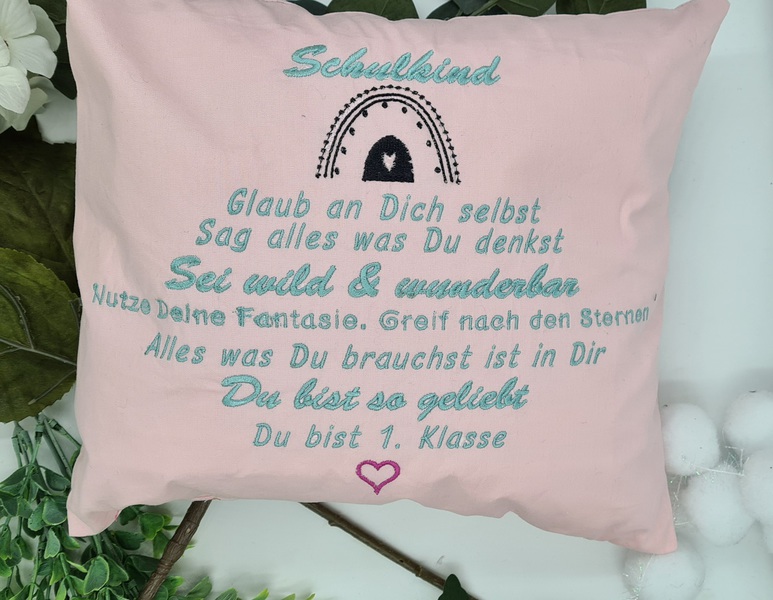 Schulkind
Glaub an Dich selbst
Sag alles was Du denkst
Sei wild & wunderbar
Nutze Deine Fantasie. Greif nach den Sternen
Alles was Du brauchst ist in Dir
Du bist so geliebt
Du bist 1. Klasse